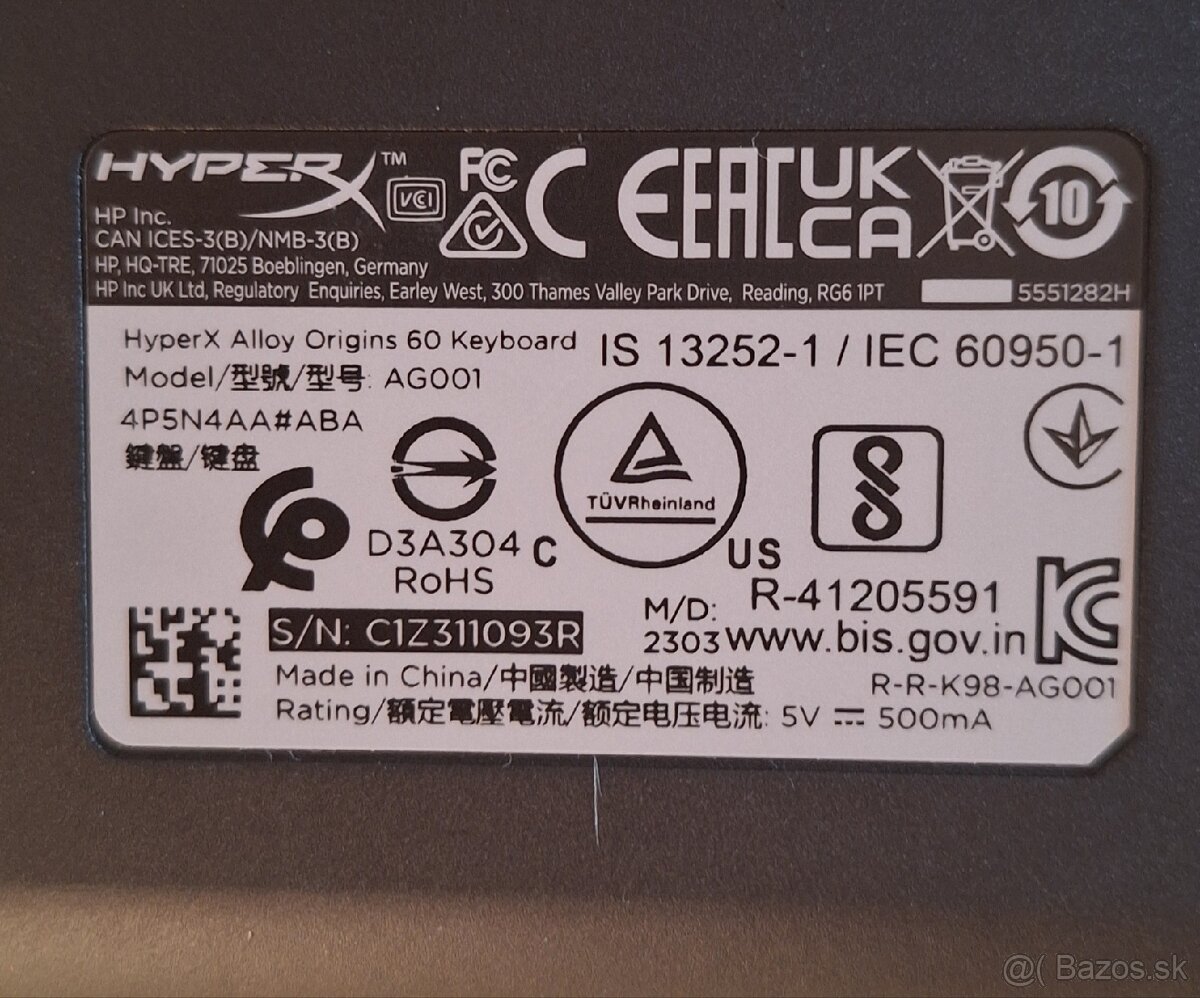 HYPERX™
VCCI
FC
CE
EAC
UK
CA
10
HP Inc.
CAN ICES-3(B)/NMB-3(B)
HP, HQ-TRE, 71025 Boeblingen, Germany
HP Inc UK Ltd, Regulatory Enquiries, Earley West, 300 Thames Valley Park Drive, Reading, RG6 1PT
5551282H
HyperX Alloy Origins 60 Keyboard
IS 13252-1 / IEC 60950-1
Model/型號/型号: AG001
4P5N4AA#ABA
鍵盤/键盘
D3A304
RoHS
C
TÜVRheinland
US
R-41205591
www.bis.gov.in
M/D:
2303
S/N: C1Z311093R
KC
R-R-K98-AG001
Made in China/中國製造/中国制造
Rating/額定電壓電流/额定电压电流: 5V ⎓ 500mA
@( Bazos.sk